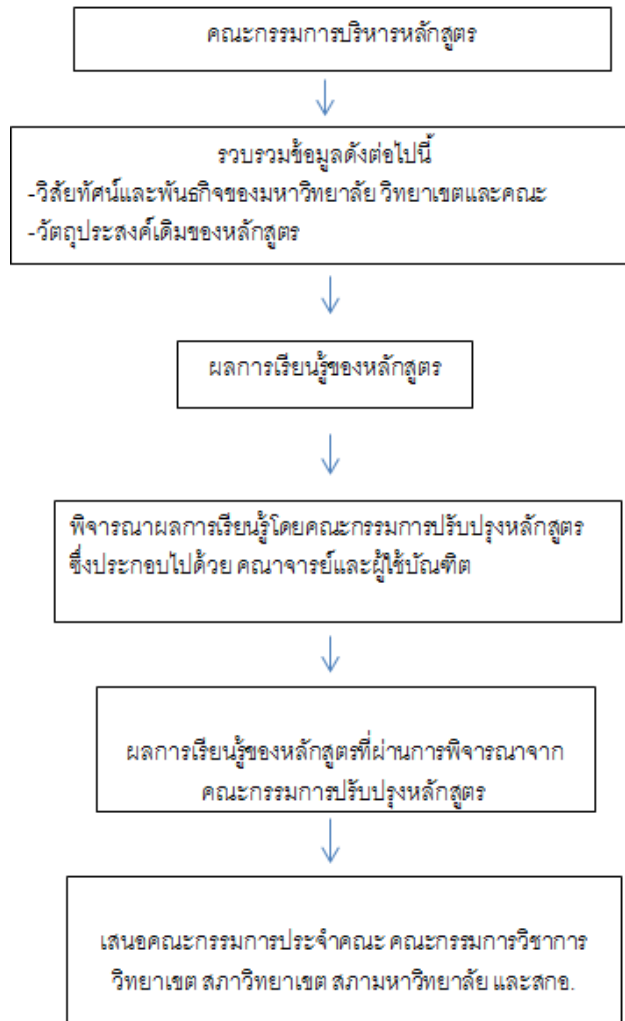 คณะกรรมการบริหารหลักสูตร
รวบรวมข้อมูลดังต่อไปนี้
-วิสัยทัศน์และพันธกิจของมหาวิทยาลัย วิทยาเขตและคณะ
-วัตถุประสงค์เดิมของหลักสูตร
ผลการเรียนรู้ของหลักสูตร
พิจารณาผลการเรียนรู้โดยคณะกรรมการปรับปรุงหลักสูตร
ซึ่งประกอบไปด้วย คณาจารย์และผู้ใช้บัณฑิต
ผลการเรียนรู้ของหลักสูตรที่ผ่านการพิจารณาจาก
คณะกรรมการปรับปรุงหลักสูตร
เสนอคณะกรรมการประจำคณะ คณะกรรมการวิชาการ
วิทยาเขต สภาวิทยาเขต สภามหาวิทยาลัย และสกอ.